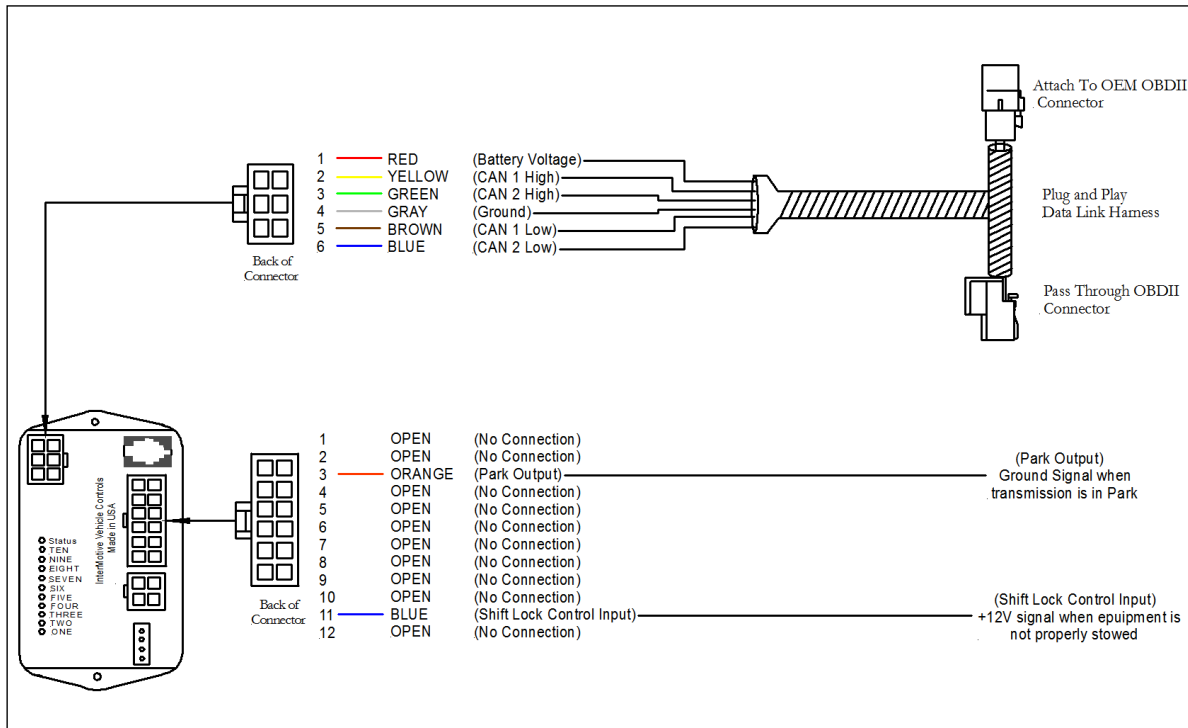 Attach To OEM OBDII
Connector
1 RED (Battery Voltage)
2 YELLOW (CAN 1 High)
3 GREEN (CAN 2 High)
4 GRAY (Ground)
5 BROWN (CAN 1 Low)
6 BLUE (CAN 2 Low)
Back of
Connector
Plug and Play
Data Link Harness
Pass Through OBDII
Connector
1 OPEN (No Connection)
2 OPEN (No Connection)
3 ORANGE (Park Output)
4 OPEN (No Connection)
5 OPEN (No Connection)
6 OPEN (No Connection)
7 OPEN (No Connection)
8 OPEN (No Connection)
9 OPEN (No Connection)
10 OPEN (No Connection)
11 BLUE (Shift Lock Control Input)
12 OPEN (No Connection)
Back of
Connector
(Park Output)
Ground Signal when
transmission is in Park
(Shift Lock Control Input)
+12V signal when epuipment is
not properly stowed
InterMotive Vehicle Controls
Made in USA
Status
TEN
NINE
EIGHT
SEVEN
SIX
FIVE
FOUR
THREE
TWO
ONE